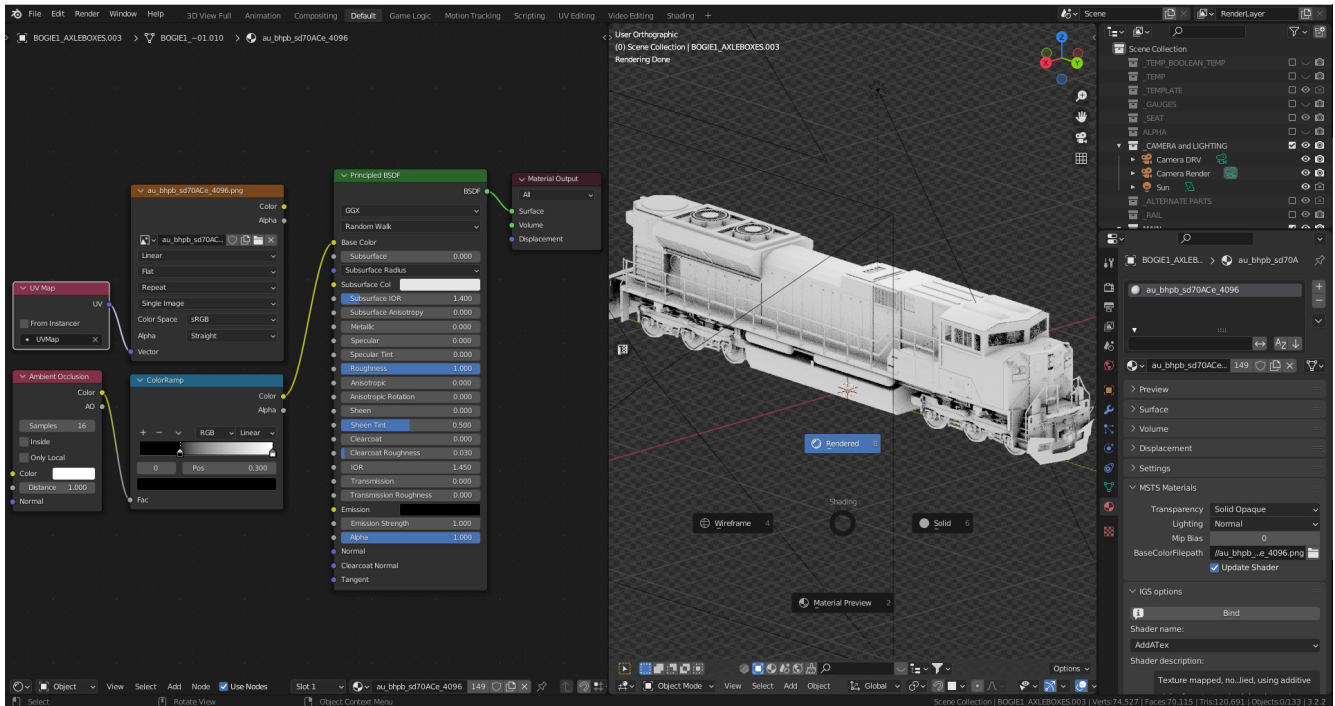 File Edit Render Window Help 3D View Full Animation Compositing Default Game Logic Motion Tracking Scripting UV Editing Video Editing Shading + Scene RenderLayer
BOGIE1_AXLEBOXES.003 > BOGIE1_~01.010 > au_bhpb_sd70ACe_4096
au_bhpb_sd70ACe_4096.png
Color
Alpha
au_bhpb_sd70AC...
Linear
Flat
Repeat
Single Image
Color Space sRGB
Alpha Straight
Vector
UV Map
UV
From Instancer
UVMap
Ambient Occlusion
Color
AO
Samples 16
Inside
Only Local
Color
Distance 1.000
Normal
ColorRamp
Color
Alpha
+ − RGB Linear
0 Pos 0.300
Fac
Principled BSDF
BSDF
GGX
Random Walk
Base Color
Subsurface 0.000
Subsurface Radius
Subsurface Col
Subsurface IOR 1.400
Subsurface Anisotropy 0.000
Metallic 0.000
Specular 0.000
Specular Tint 0.000
Roughness 1.000
Anisotropic 0.000
Anisotropic Rotation 0.000
Sheen 0.000
Sheen Tint 0.500
Clearcoat 0.000
Clearcoat Roughness 0.030
IOR 1.450
Transmission 0.000
Transmission Roughness 0.000
Emission
Emission Strength 1.000
Alpha 1.000
Normal
Clearcoat Normal
Tangent
Material Output
All
Surface
Volume
Displacement
Object View Select Add Node Use Nodes Slot 1 au_bhpb_sd70ACe_4096 149
User Orthographic
(0) Scene Collection | BOGIE1_AXLEBOXES.003
Rendering Done
Z
X
Y
Rendered 8
Shading
Wireframe 4
Solid 6
Material Preview 2
Options
Object Mode View Select Add Object Global
Scene Collection
_TEMP_BOOLEAN_TEMP
_TEMP
_TEMPLATE
_GAUGES
_SEAT
ALPHA
_CAMERA and LIGHTING
Camera DRV
Camera Render
Sun
_ALTERNATE PARTS
_RAIL
MAIN
BOGIE1_AXLEB... > au_bhpb_sd70A
au_bhpb_sd70ACe_4096
au_bhpb_sd70ACe... 149
Preview
Surface
Volume
Displacement
Settings
MSTS Materials
Transparency Solid Opaque
Lighting Normal
Mip Bias 0
BaseColorFilepath //au_bhpb_...e_4096.png
Update Shader
IGS options
Bind
Shader name:
AddATex
Shader description:
Texture mapped, no...lied, using additive
Select Rotate View Object Context Menu Scene Collection | BOGIE1_AXLEBOXES.003 | Verts:74,527 | Faces:70,115 | Tris:120,691 | Objects:0/133 | 3.2.2